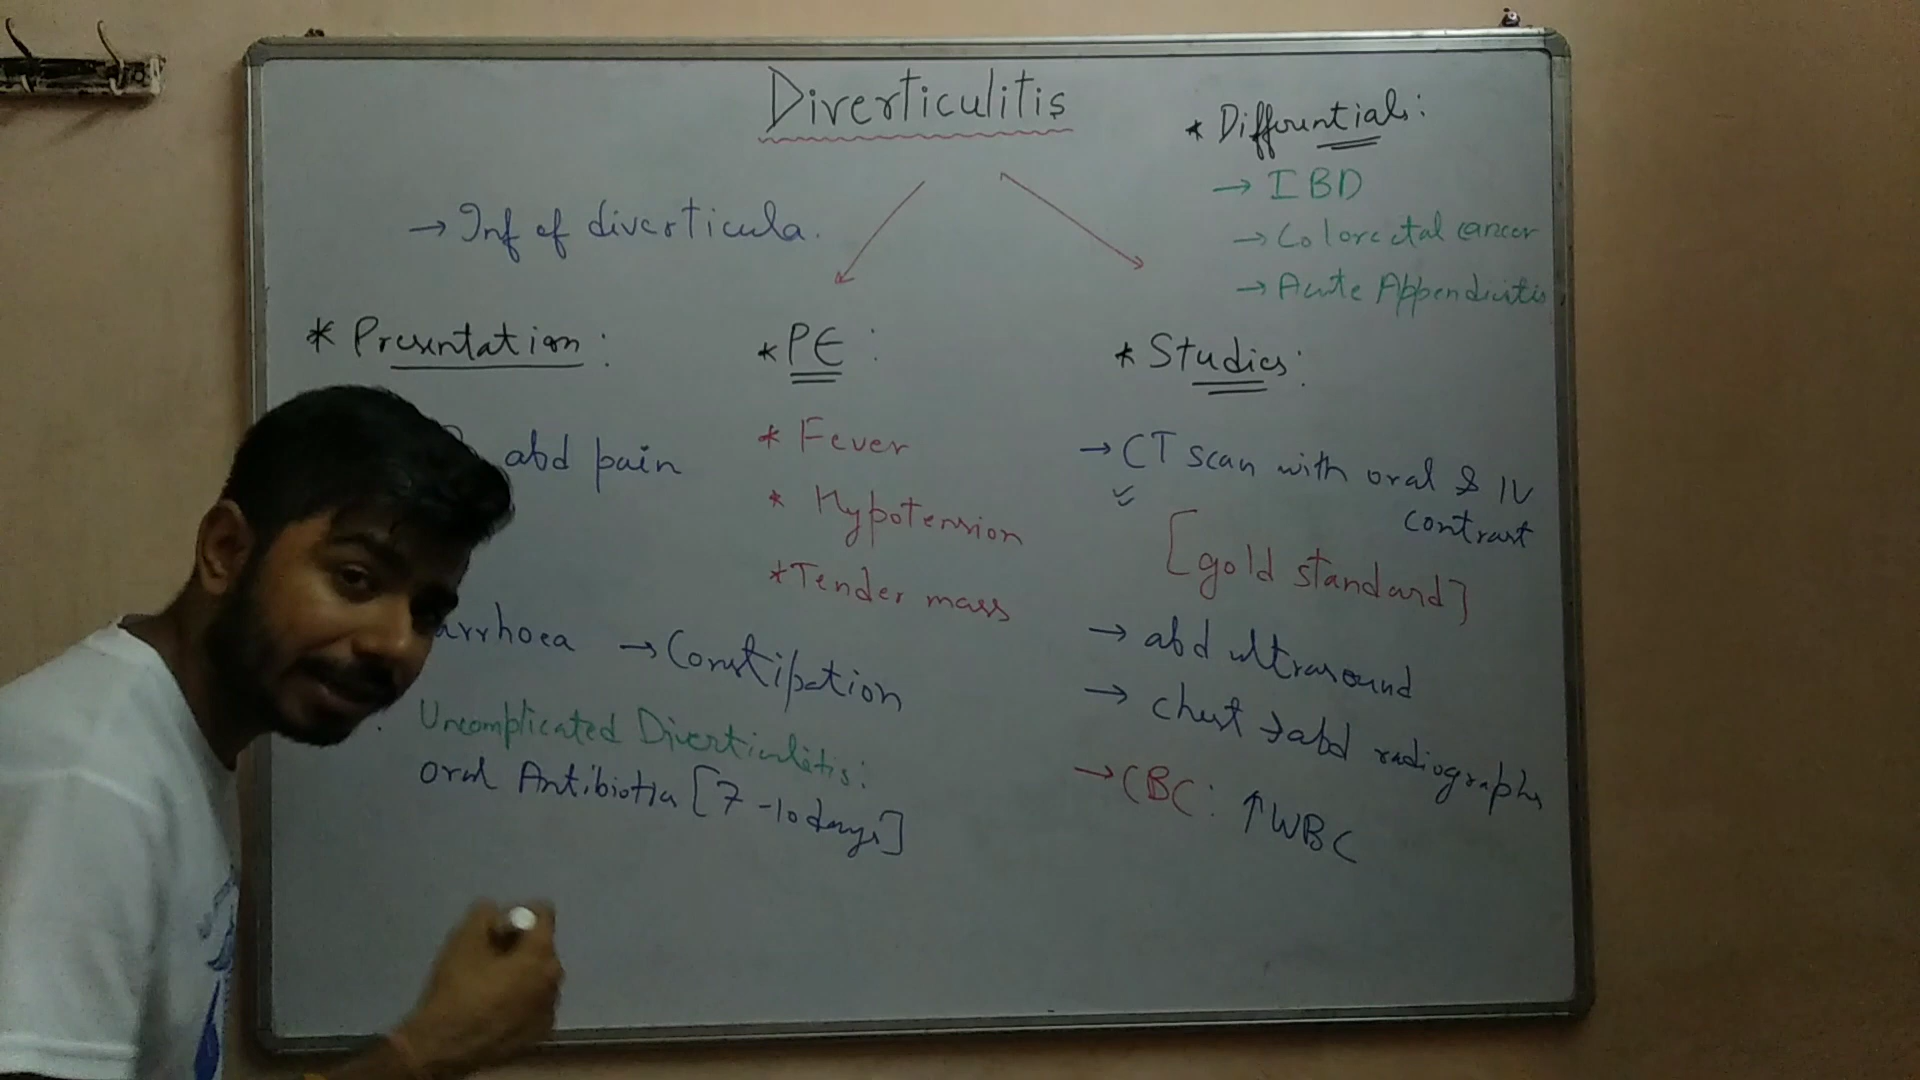 Diverticulitis
* Differentials:
→ IBD
→ Colorectal cancer
→ Acute Appendicitis
→ Inf of diverticula.
* Presentation:
abd pain
arrhoea → Constipation
* PE:
* Fever
* Hypotension
* Tender mass
* Studies:
→ CT scan with oral & IV
contrast
[gold standard]
→ abd ultrasound
→ chest → abd radiographs
→ CBC: ↑WBC
Uncomplicated Diverticulitis:
Oral Antibiotics [7-10 days]